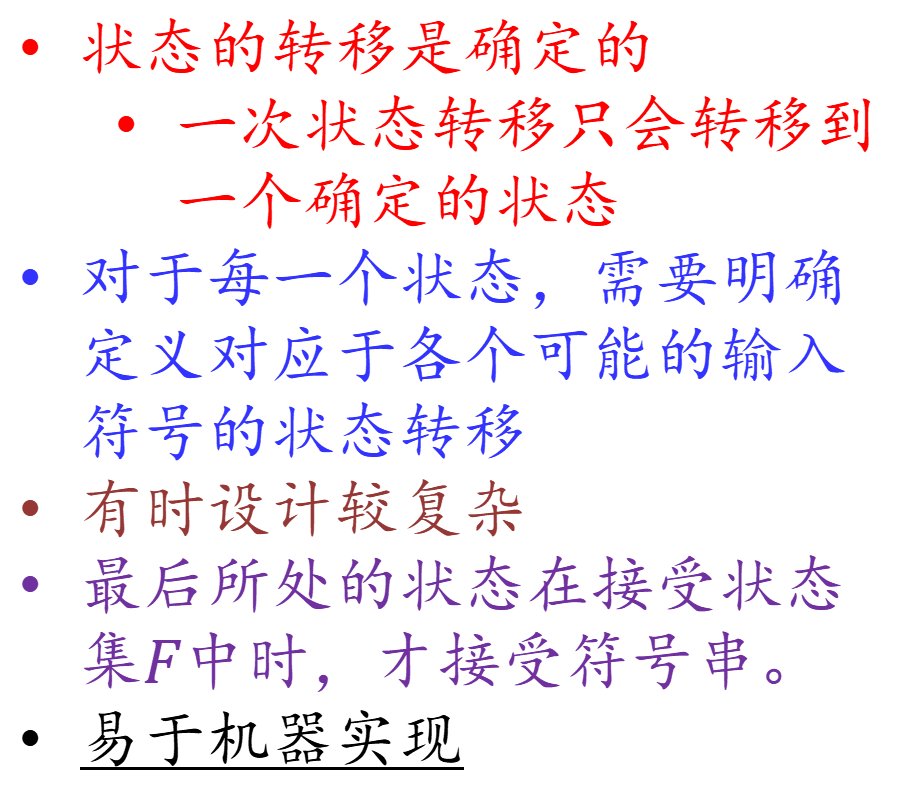 • 状态的转移是确定的
• 一次状态转移只会转移到
一个确定的状态
• 对于每一个状态，需要明确
定义对应于各个可能的输入
符号的状态转移
• 有时设计较复杂
• 最后所处的状态在接受状态
集F中时，才接受符号串。
• 易于机器实现